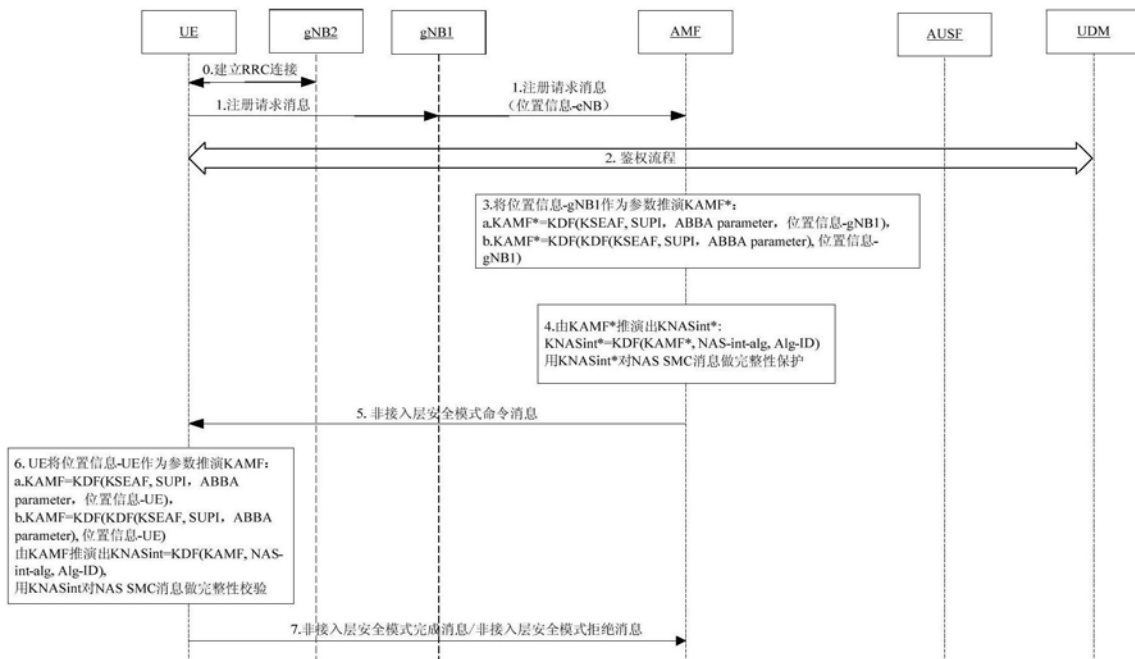 UE
gNB2
gNB1
AMF
AUSF
UDM
0.建立RRC连接
1.注册请求消息
1.注册请求消息
（位置信息-eNB）
2. 鉴权流程
3.将位置信息-gNB1作为参数推演KAMF*：
a.KAMF*=KDF(KSEAF, SUPI，ABBA parameter，位置信息-gNB1)，
b.KAMF*=KDF(KDF(KSEAF, SUPI，ABBA parameter), 位置信息-
gNB1)
4.由KAMF*推演出KNASint*:
KNASint*=KDF(KAMF*, NAS-int-alg, Alg-ID)
用KNASint*对NAS SMC消息做完整性保护
5. 非接入层安全模式命令消息
6. UE将位置信息-UE作为参数推演KAMF：
a.KAMF=KDF(KSEAF, SUPI，ABBA
parameter，位置信息-UE)，
b.KAMF=KDF(KDF(KSEAF, SUPI，ABBA
parameter), 位置信息-UE)
由KAMF推演出KNASint=KDF(KAMF, NAS-
int-alg, Alg-ID),
用KNASint对NAS SMC消息做完整性校验
7.非接入层安全模式完成消息/非接入层安全模式拒绝消息